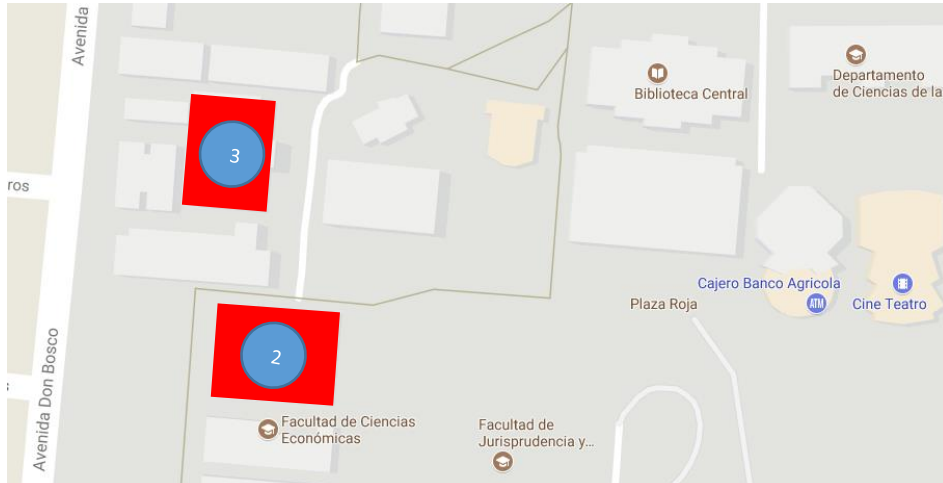 Avenida
Biblioteca Central
Departamento
de Ciencias de la
3
ros
Cajero Banco Agricola
ATM
Plaza Roja
Cine Teatro
2
Avenida Don Bosco
Facultad de Ciencias
Económicas
Facultad de
Jurisprudencia y...